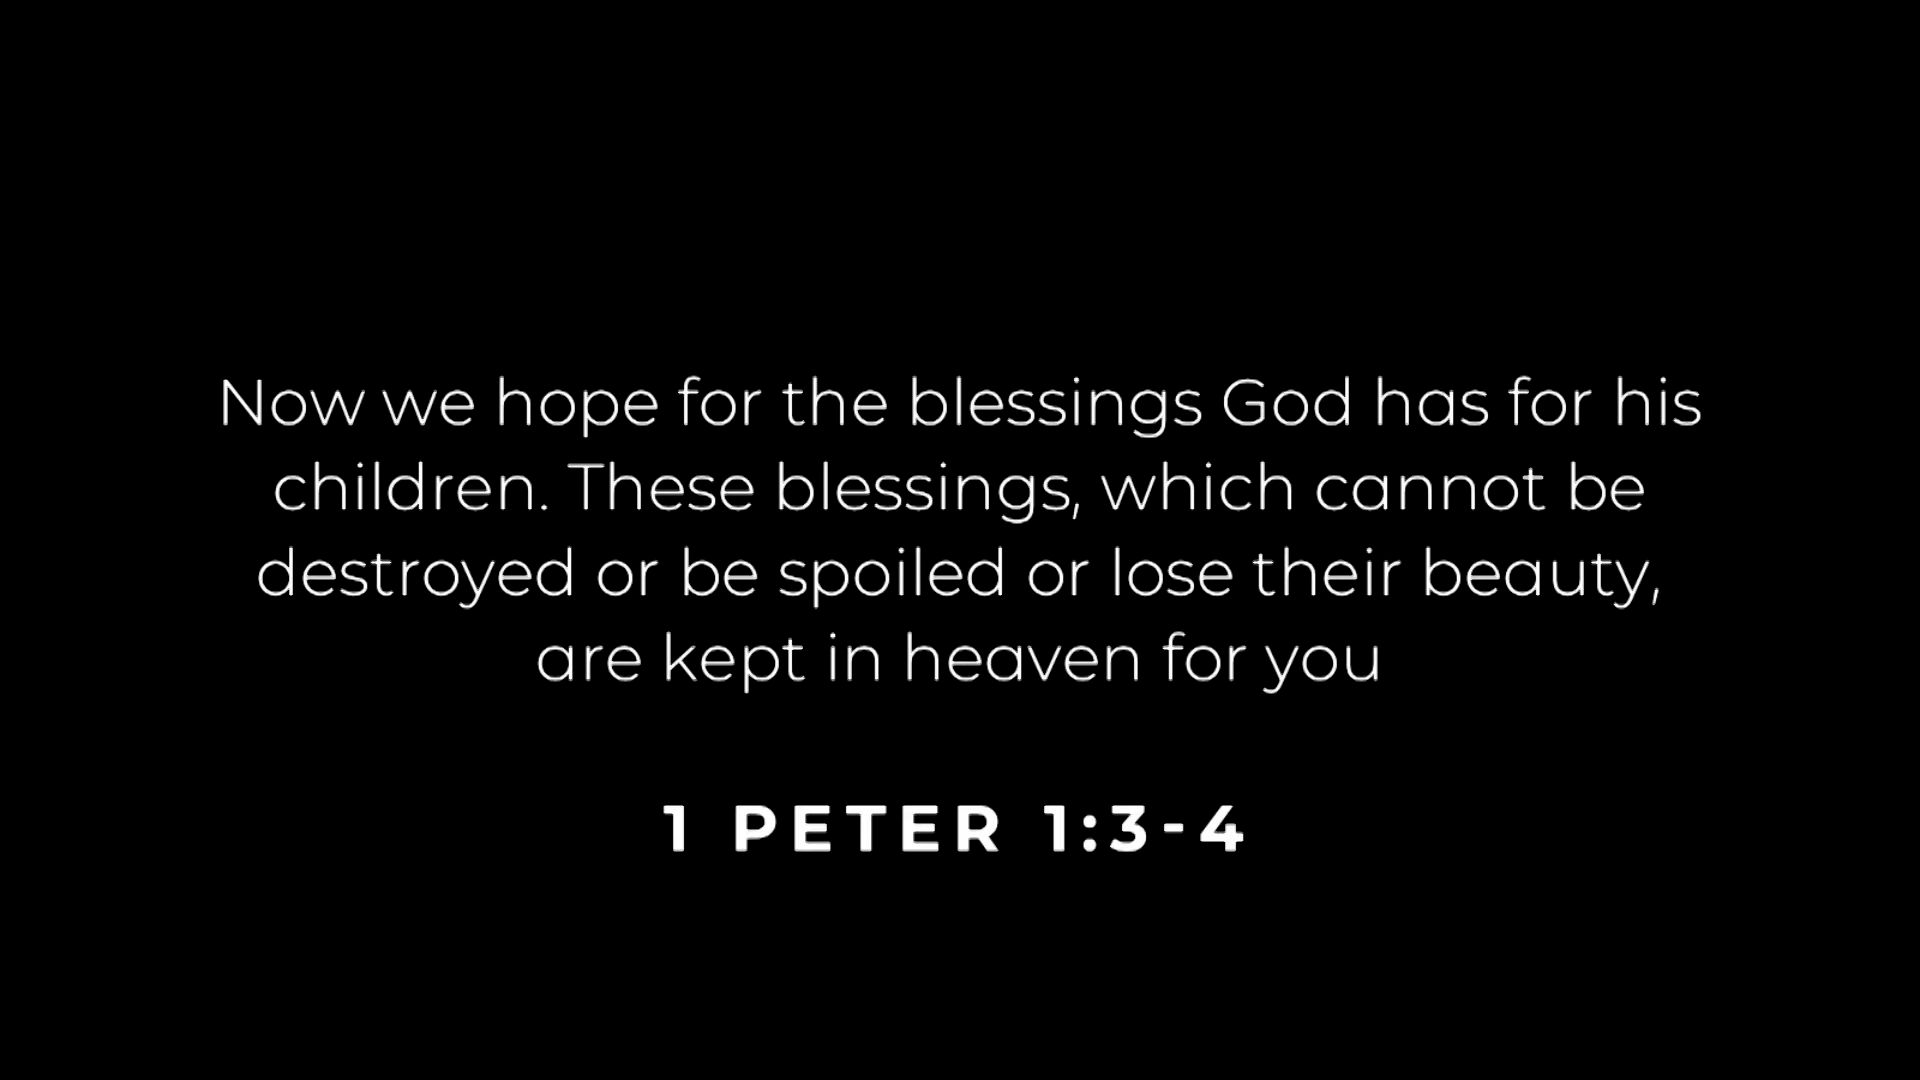 Now we hope for the blessings God has for his
children. These blessings, which cannot be
destroyed or be spoiled or lose their beauty,
are kept in heaven for you
1 PETER 1:3-4